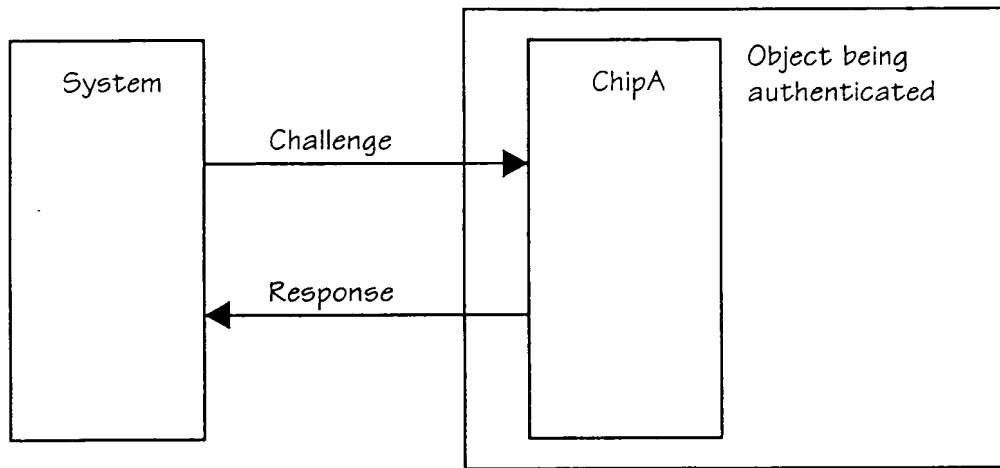 System
ChipA
Object being
authenticated
Challenge
Response